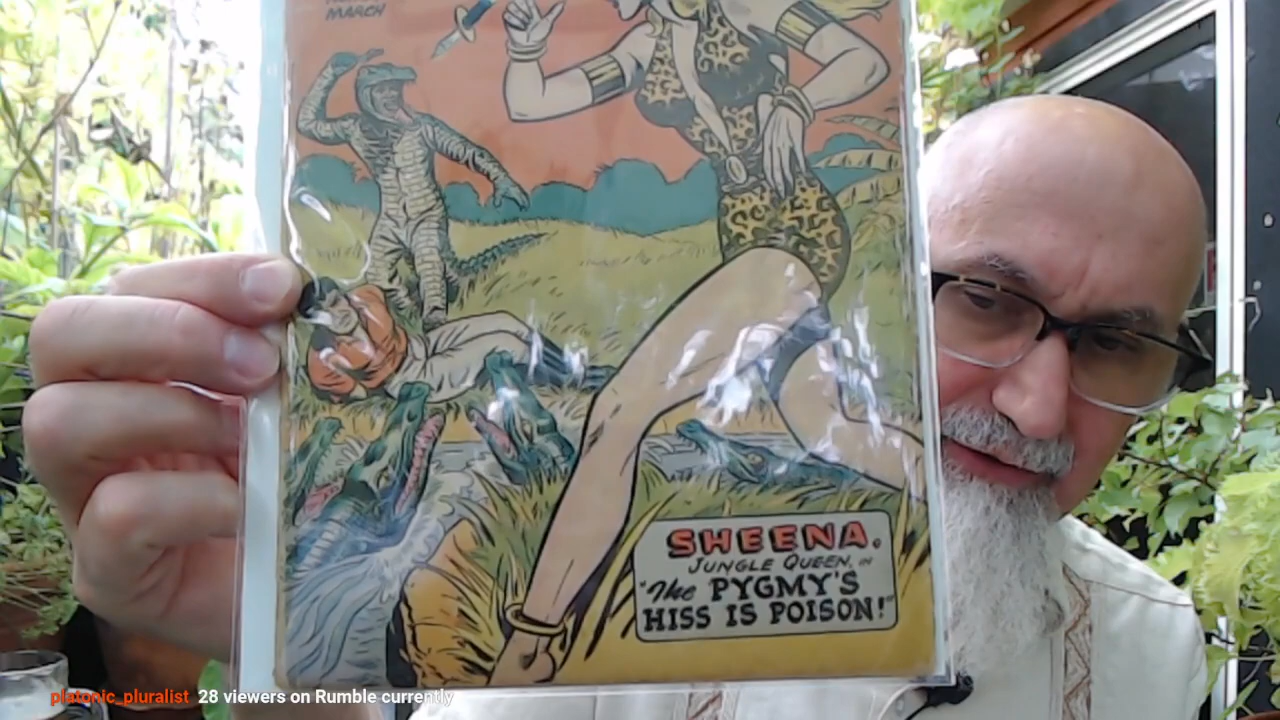 MARCH
SHEENA,
JUNGLE QUEEN, IN
"The PYGMY'S
HISS IS POISON!"
platonic_pluralist 28 viewers on Rumble currently